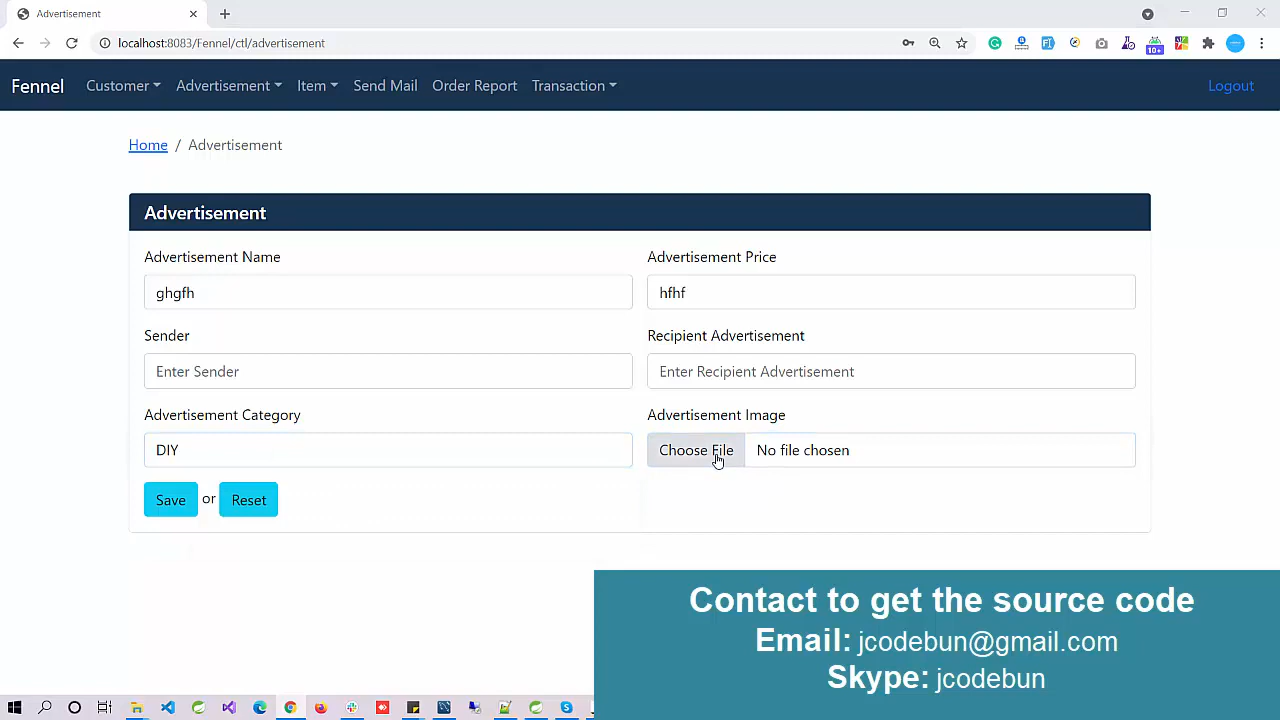 Advertisement
localhost:8083/Fennel/ctl/advertisement
10+
Fennel Customer Advertisement Item Send Mail Order Report Transaction Logout
Home / Advertisement
Advertisement
Advertisement Name Advertisement Price
ghgfh hfhf
Sender Recipient Advertisement
Enter Sender Enter Recipient Advertisement
Advertisement Category Advertisement Image
DIY Choose File No file chosen
Save or Reset
Contact to get the source code
Email: jcodebun@gmail.com
Skype: jcodebun